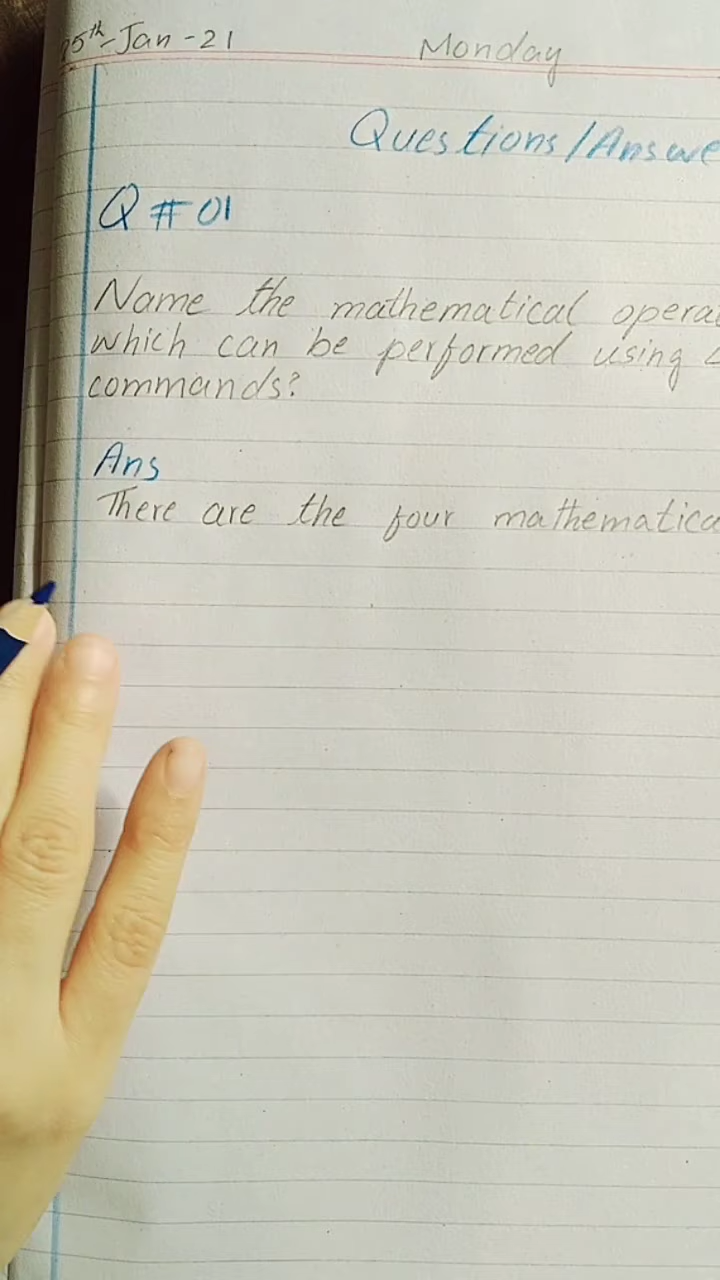 25th-Jan-21 Monday
Questions/Answe
Q # 01
Name the mathematical opera
which can be performed using
commands?
Ans
There are the four mathematica